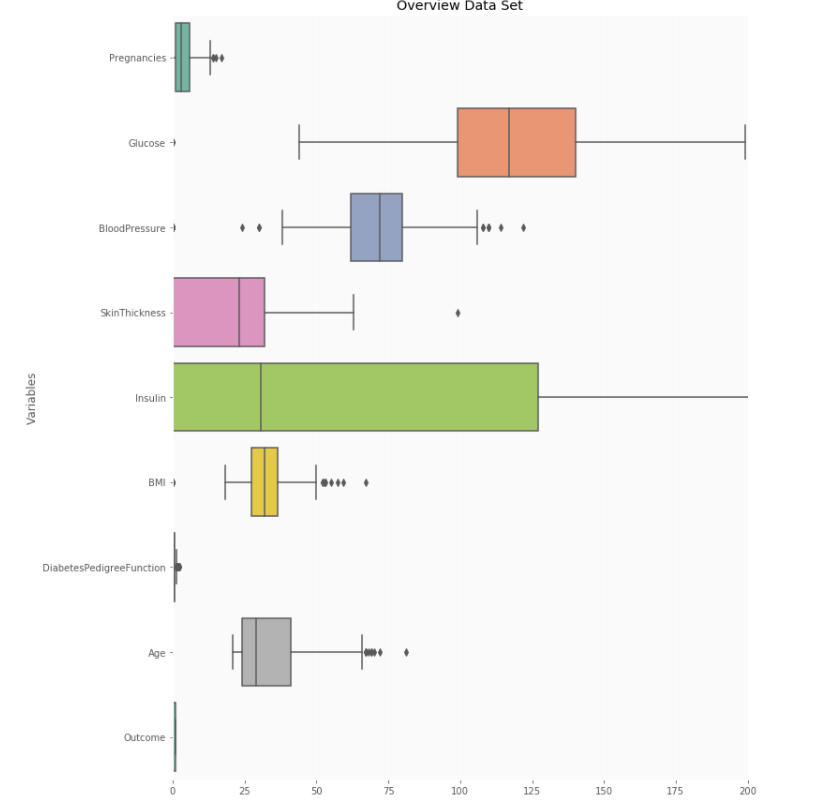 Overview Data Set
Pregnancies
Glucose
BloodPressure
SkinThickness
Variables
Insulin
BMI
DiabetesPedigreeFunction
Age
Outcome
0 25 50 75 100 125 150 175 200